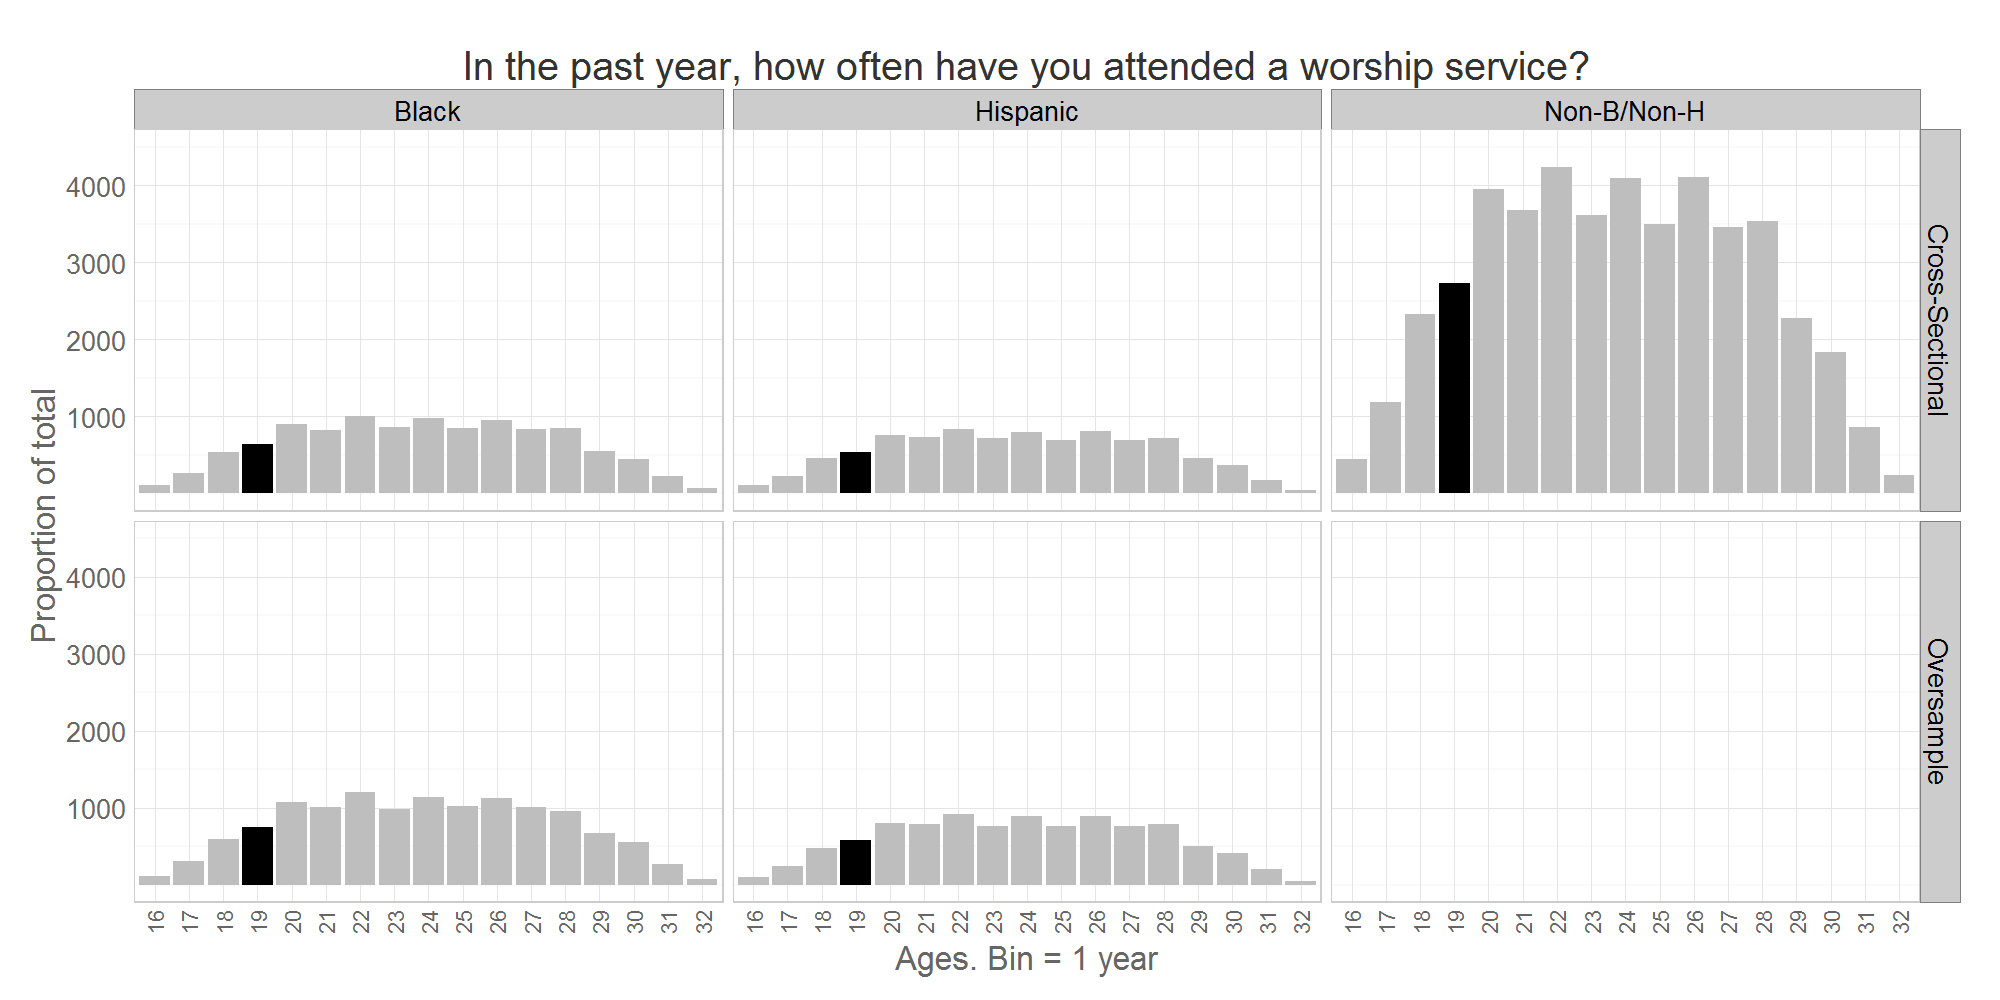 In the past year, how often have you attended a worship service?
Black
Hispanic
Non-B/Non-H
Cross-Sectional
4000
3000
2000
1000
Proportion of total
Oversample
4000
3000
2000
1000
16 17 18 19 20 21 22 23 24 25 26 27 28 29 30 31 32
16 17 18 19 20 21 22 23 24 25 26 27 28 29 30 31 32
16 17 18 19 20 21 22 23 24 25 26 27 28 29 30 31 32
Ages. Bin = 1 year